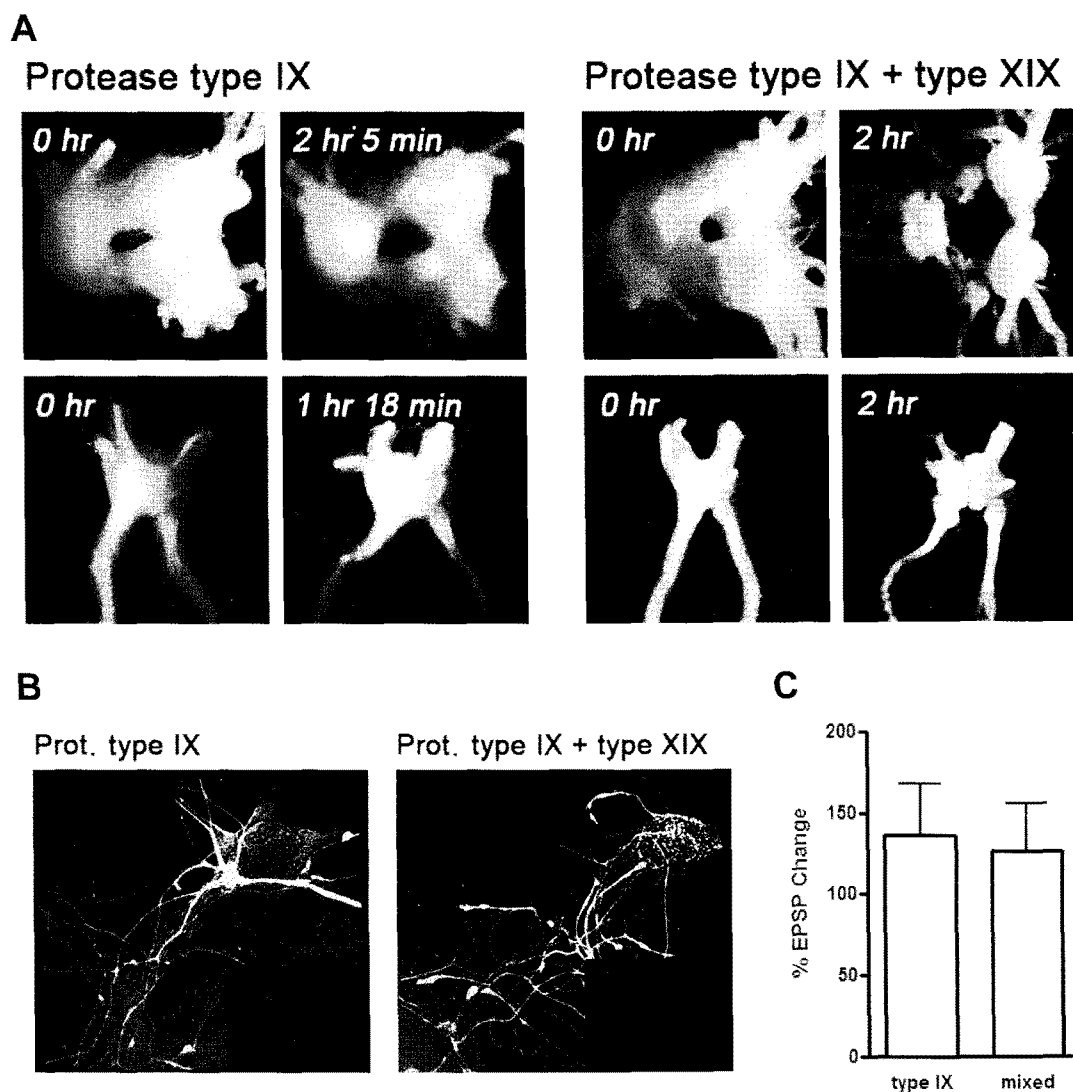 A
Protease type IX
Protease type IX + type XIX
0 hr
2 hr 5 min
0 hr
2 hr
0 hr
1 hr 18 min
0 hr
2 hr
B
Prot. type IX
Prot. type IX + type XIX
C
% EPSP Change
200
150
100
50
0
type IX
mixed